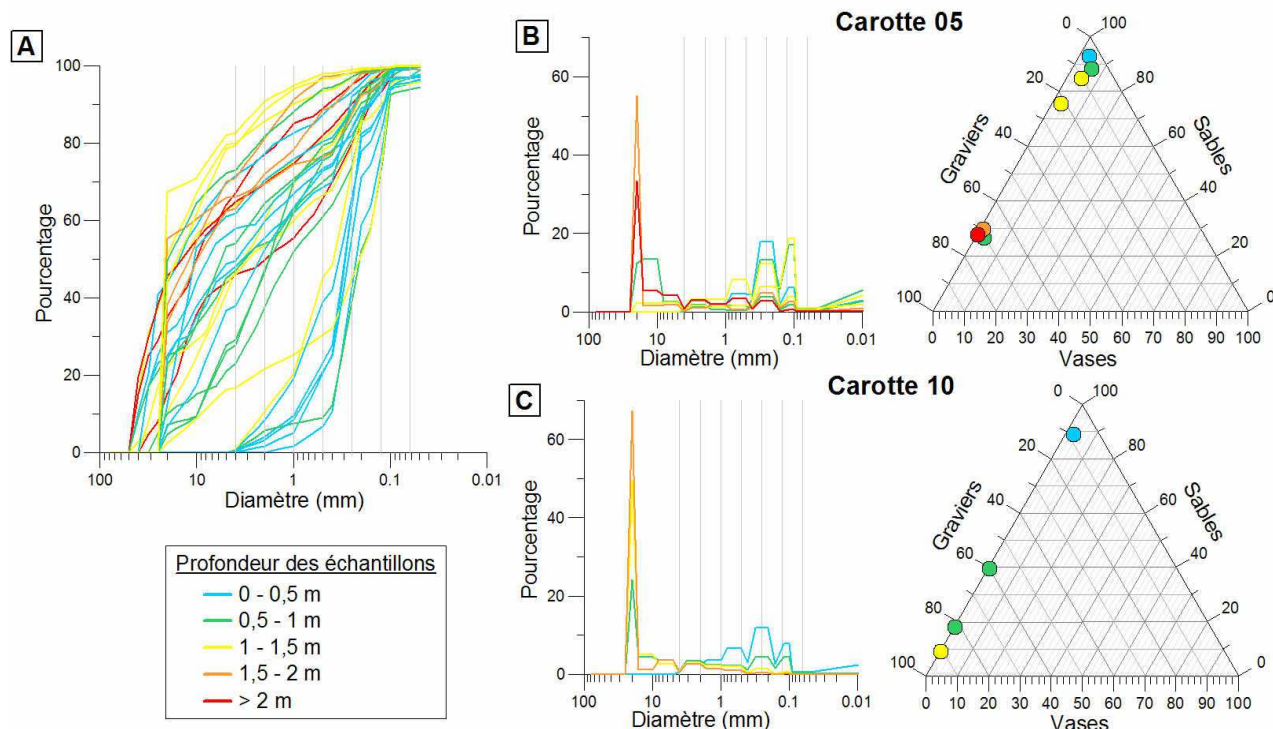 A
Pourcentage
100
80
60
40
20
0
100
10
1
0.1
0.01
Diamètre (mm)
Profondeur des échantillons
0 - 0,5 m
0,5 - 1 m
1 - 1,5 m
1,5 - 2 m
> 2 m
B
Carotte 05
Pourcentage
60
40
20
0
100
10
1
0.1
0.01
Diamètre (mm)
0
100
20
80
40
60
60
40
80
20
100
0
Graviers
Sables
0 10 20 30 40 50 60 70 80 90 100
Vases
C
Carotte 10
Pourcentage
60
40
20
0
100
10
1
0.1
0.01
Diamètre (mm)
0
100
20
80
40
60
60
40
80
20
100
0
Graviers
Sables
0 10 20 30 40 50 60 70 80 90 100
Vases